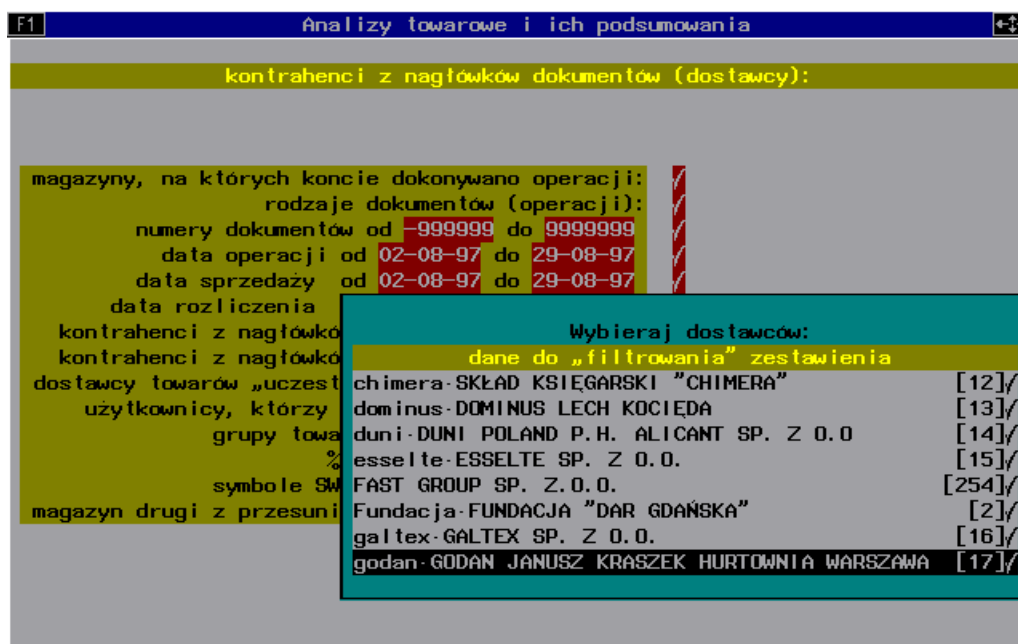 F1 Analizy towarowe i ich podsumowania
kontrahenci z nagłówków dokumentów (dostawcy):
magazyny, na których koncie dokonywano operacji: √
rodzaje dokumentów (operacji): √
numery dokumentów od -999999 do 9999999 √
data operacji od 02-08-97 do 29-08-97 √
data sprzedaży od 02-08-97 do 29-08-97 √
data rozliczenia
kontrahenci z nagłówkó
kontrahenci z nagłówkó
dostawcy towarów „uczest
użytkownicy, którzy
grupy towa
%
symbole SW
magazyn drugi z przesuni
Wybieraj dostawców:
dane do „filtrowania” zestawienia
chimera·SKŁAD KSIĘGARSKI "CHIMERA" [12]√
dominus·DOMINUS LECH KOCIĘDA [13]√
duni·DUNI POLAND P.H. ALICANT SP. Z O.O [14]√
esselte·ESSELTE SP. Z O.O. [15]√
FAST GROUP SP. Z.O.O. [254]√
Fundacja·FUNDACJA "DAR GDAŃSKA" [2]√
galtex·GALTEX SP. Z O.O. [16]√
godan·GODAN JANUSZ KRASZEK HURTOWNIA WARSZAWA [17]√